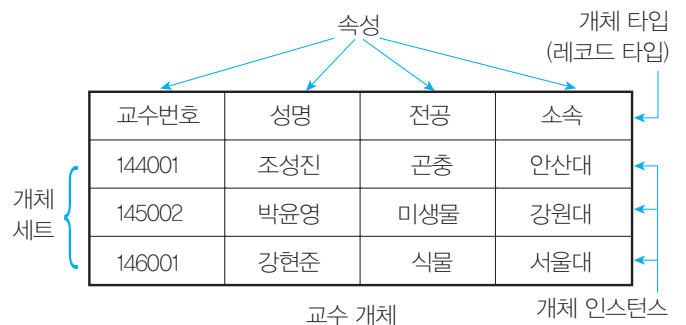 속성
개체 타입
(레코드 타입)
교수번호 성명 전공 소속
144001 조성진 곤충 안산대
개체
세트
145002 박윤영 미생물 강원대
146001 강현준 식물 서울대
교수 개체
개체 인스턴스